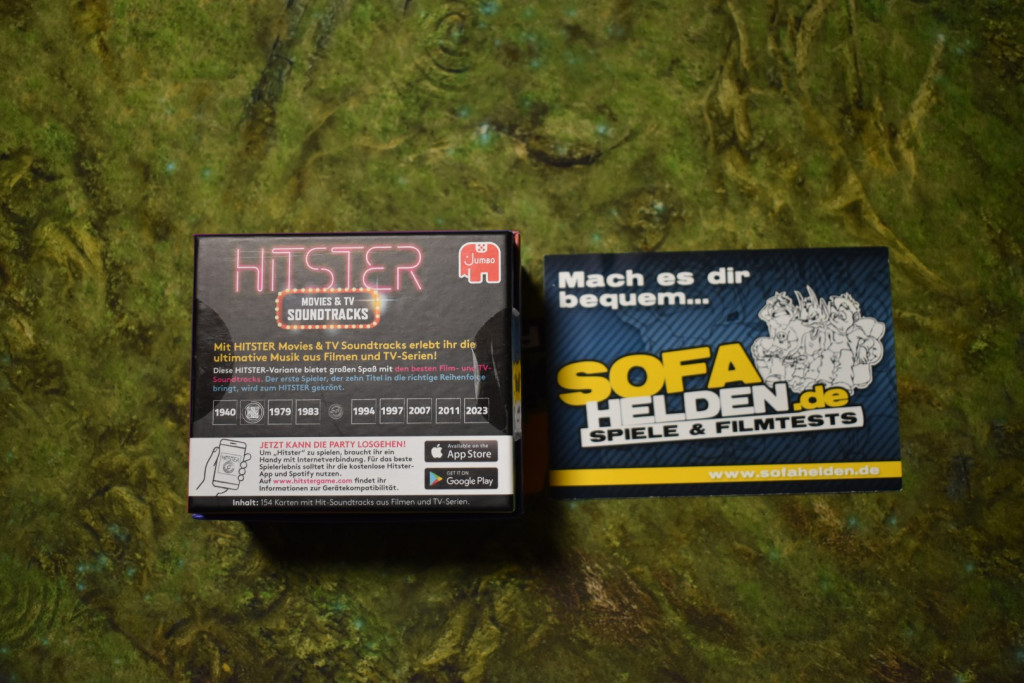 HITSTER
Jumbo
MOVIES & TV
SOUNDTRACKS
Mit HITSTER Movies & TV Soundtracks erlebt ihr die
ultimative Musik aus Filmen und TV-Serien!
Diese HITSTER-Variante bietet großen Spaß mit den besten Film- und TV-
Soundtracks. Der erste Spieler, der zehn Titel in die richtige Reihenfolge
bringt, wird zum HITSTER gekrönt.
1940 1979 1983 1994 1997 2007 2011 2023
JETZT KANN DIE PARTY LOSGEHEN!
Um „Hitster“ zu spielen, braucht ihr ein
Handy mit Internetverbindung. Für das beste
Spielerlebnis solltet ihr die kostenlose Hitster-
App und Spotify nutzen.
Auf www.hitstergame.com findet ihr
Informationen zur Gerätekompatibilität.
Available on the
App Store
GET IT ON
Google Play
Inhalt: 154 Karten mit Hit-Soundtracks aus Filmen und TV-Serien.
Mach es dir
bequem...
SOFA
HELDEN.de
SPIELE & FILMTESTS
www.sofahelden.de